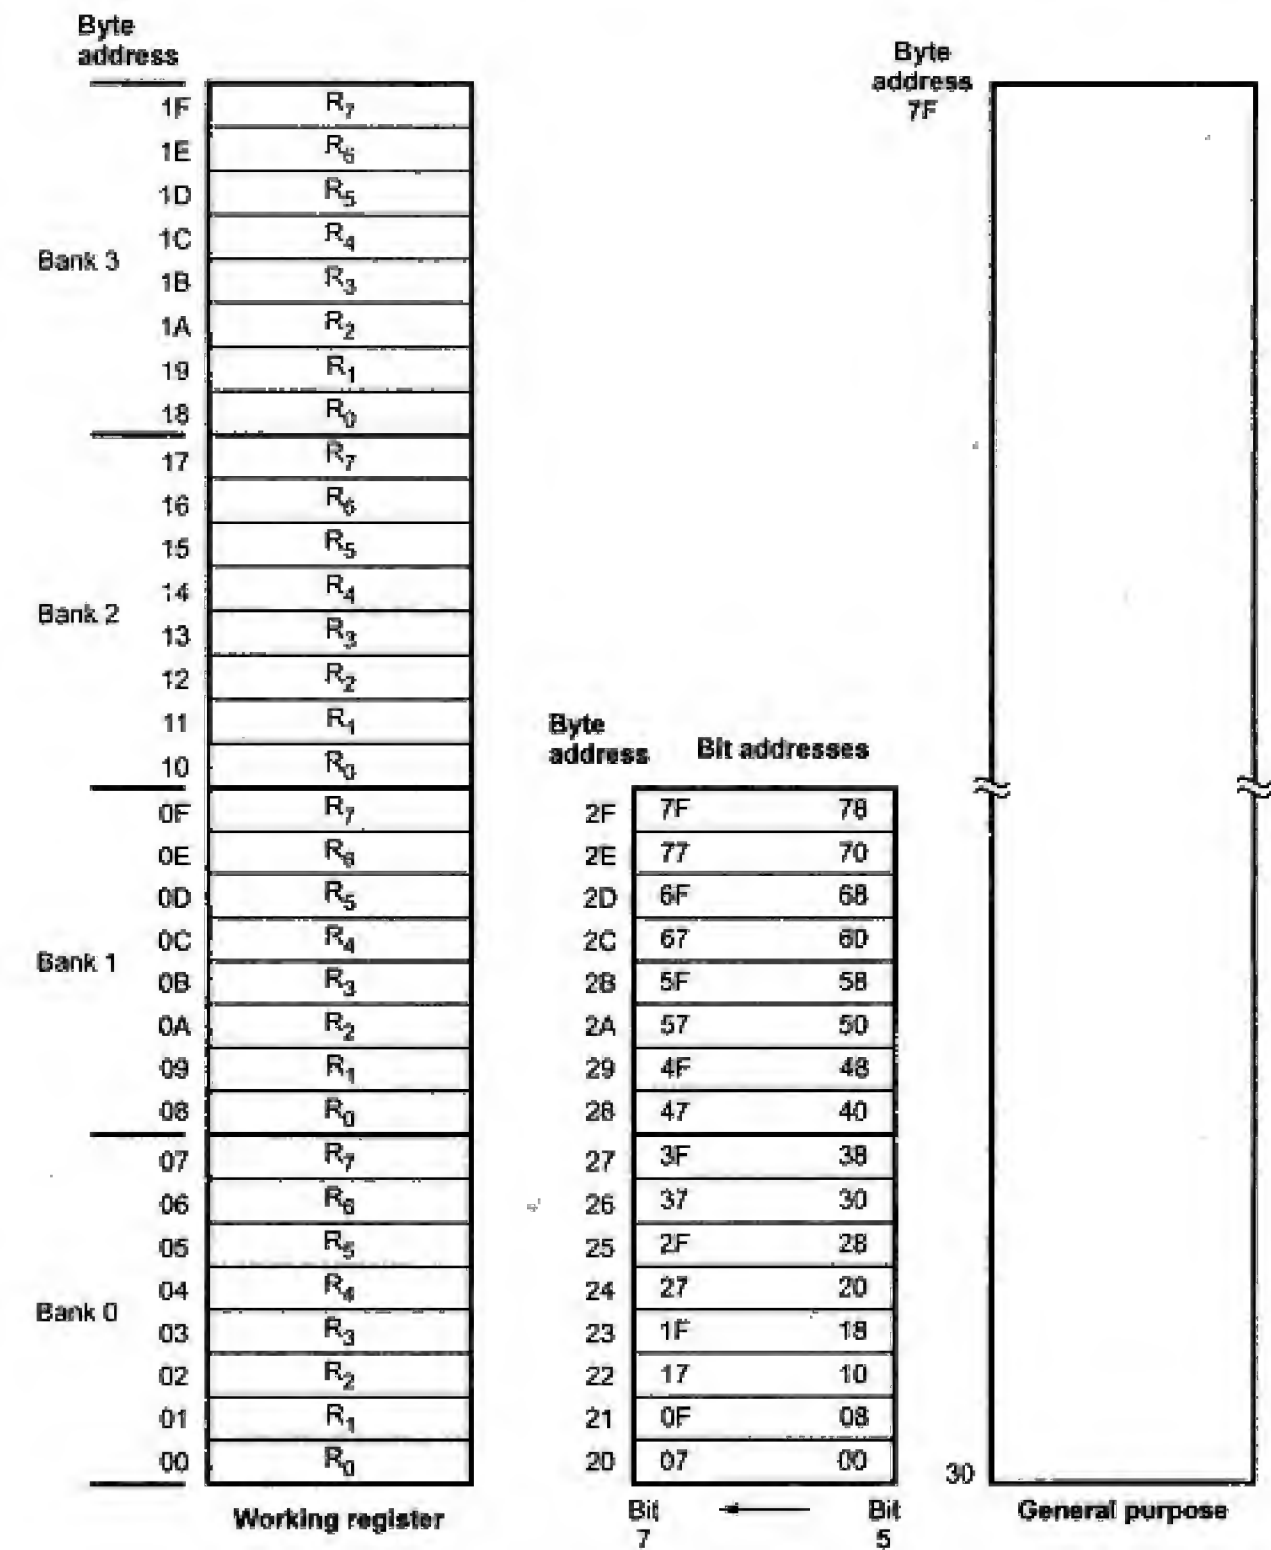 Byte
address
1F R7
1E R6
1D R5
1C R4
Bank 3
1B R3
1A R2
19 R1
18 R0
17 R7
16 R6
15 R5
14 R4
Bank 2
13 R3
12 R2
11 R1
10 R0
0F R7
0E R6
0D R5
0C R4
Bank 1
0B R3
0A R2
09 R1
08 R0
07 R7
06 R6
05 R5
04 R4
Bank 0
03 R3
02 R2
01 R1
00 R0
Working register
Byte
address
Bit addresses
2F 7F 78
2E 77 70
2D 6F 68
2C 67 60
2B 5F 58
2A 57 50
29 4F 48
28 47 40
27 3F 38
26 37 30
25 2F 28
24 27 20
23 1F 18
22 17 10
21 0F 08
20 07 00
Bit Bit
7 5
Byte
address
7F
30
General purpose